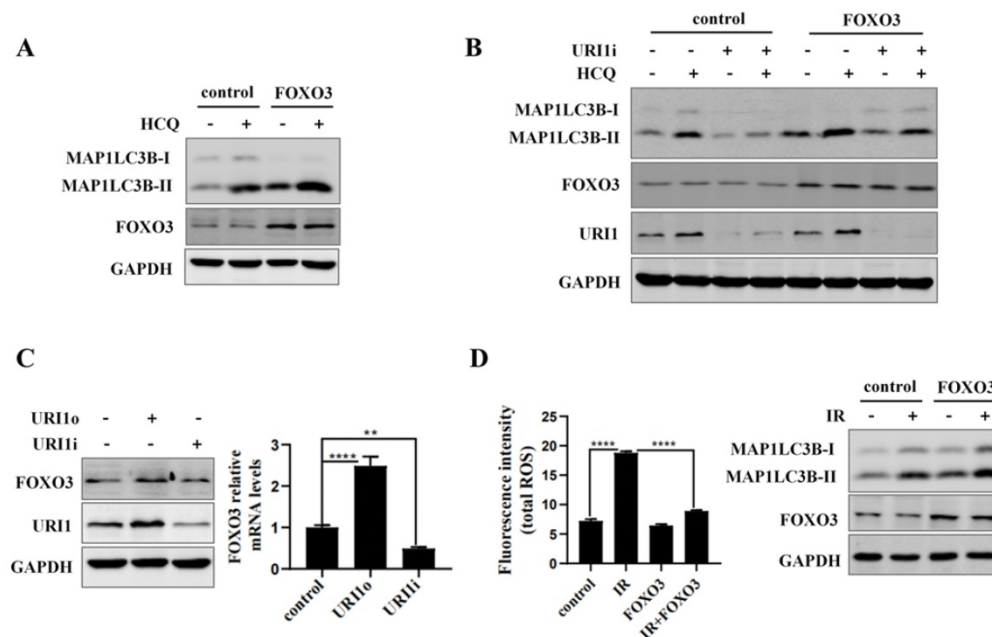 A
control FOXO3
HCQ - + - +
MAP1LC3B-I
MAP1LC3B-II
FOXO3
GAPDH
B
control FOXO3
URI1i - - + + - - + +
HCQ - + - + - + - +
MAP1LC3B-I
MAP1LC3B-II
FOXO3
URI1
GAPDH
C
URI1o - + -
URI1i - - +
FOXO3
URI1
GAPDH
FOXO3 relative
mRNA levels
3
2
1
0
**
****
control
URI1o
URI1i
D
Fluorescence intensity
(total ROS)
25
20
15
10
5
0
**** ****
control
IR
FOXO3
IR+FOXO3
control FOXO3
IR - + - +
MAP1LC3B-I
MAP1LC3B-II
FOXO3
GAPDH